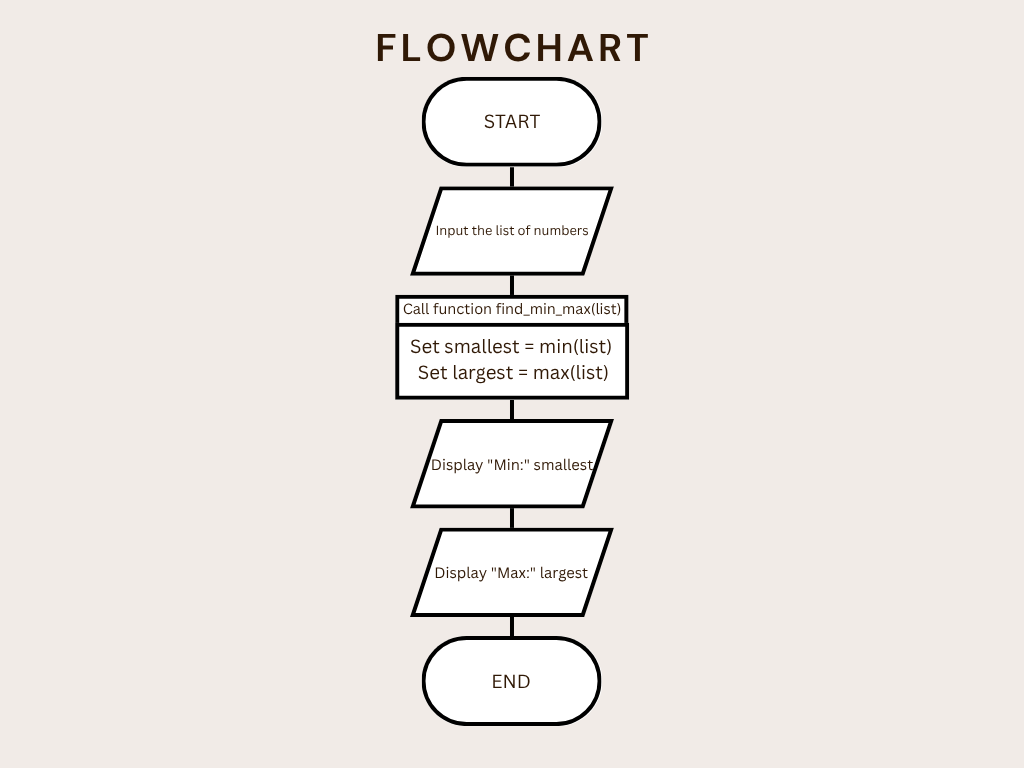 FLOWCHART
START
Input the list of numbers
Call function find_min_max(list)
Set smallest = min(list)
Set largest = max(list)
Display "Min:" smallest
Display "Max:" largest
END